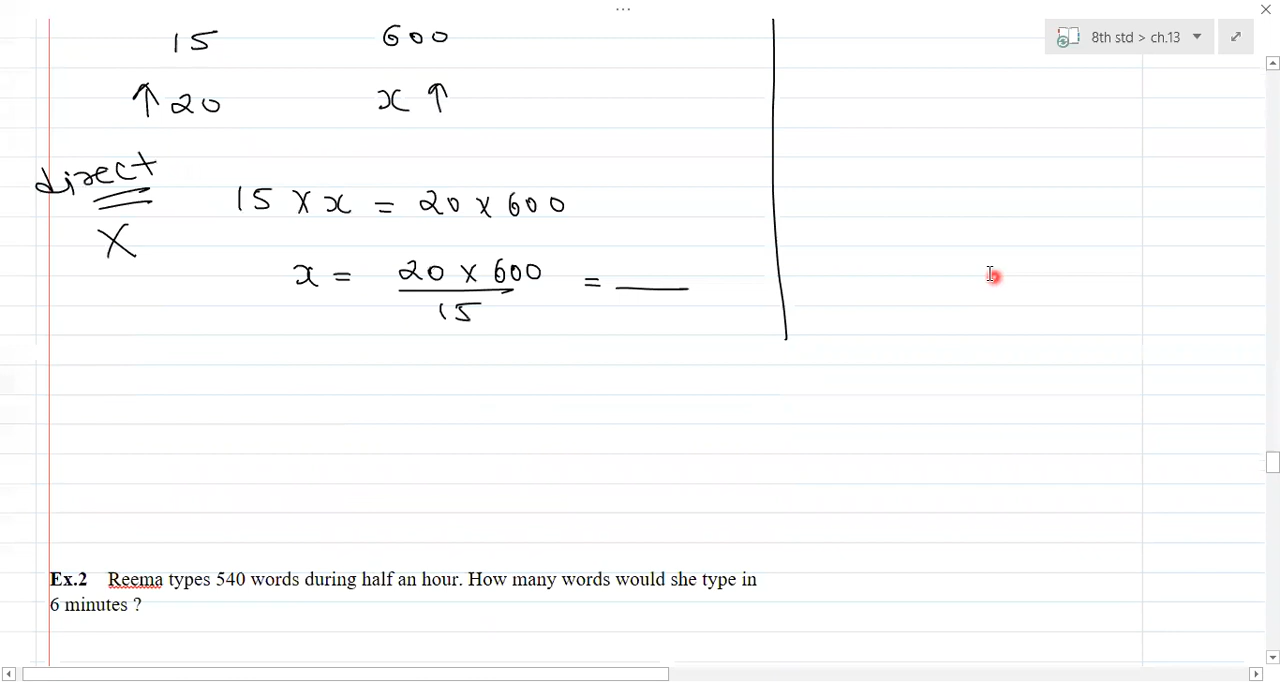 8th std > ch.13
15 600
↑ 20 x ↑
direct
15 × x = 20 × 600
X
x = 20 × 600 = ___
15
Ex.2 Reema types 540 words during half an hour. How many words would she type in
6 minutes ?